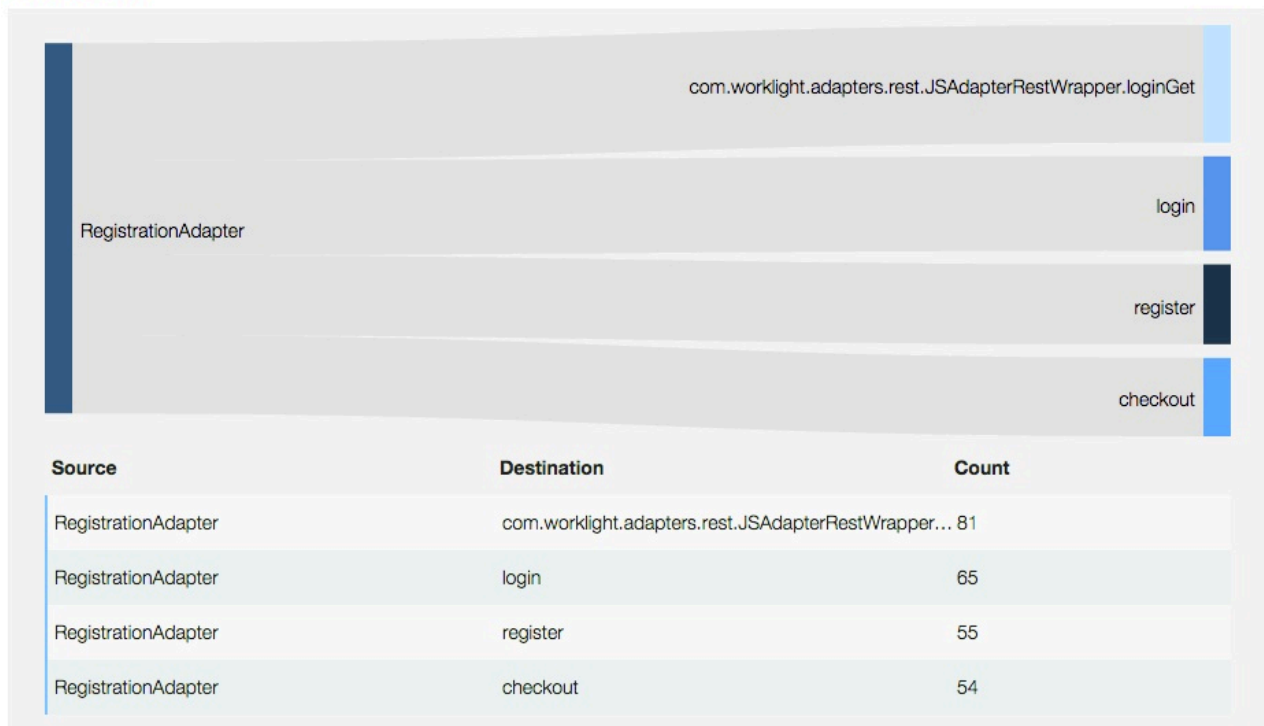 com.worklight.adapters.rest.JSAdapterRestWrapper.loginGet
login
RegistrationAdapter
register
checkout
Source Destination Count
RegistrationAdapter com.worklight.adapters.rest.JSAdapterRestWrapper... 81
RegistrationAdapter login 65
RegistrationAdapter register 55
RegistrationAdapter checkout 54